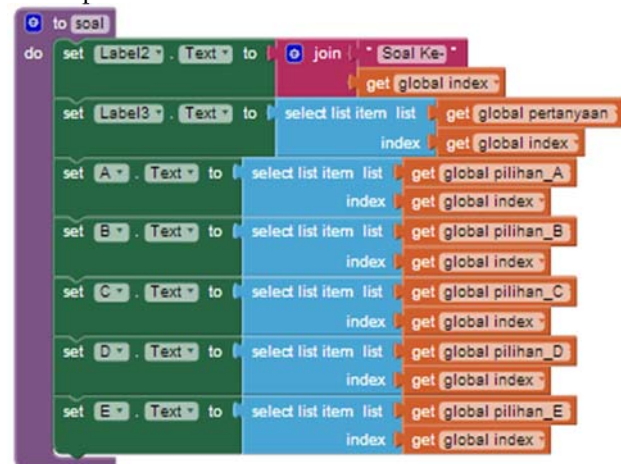 to soal
do set Label2 . Text to join " Soal Ke- "
get global index
set Label3 . Text to select list item list get global pertanyaan
index get global index
set A . Text to select list item list get global pilihan_A
index get global index
set B . Text to select list item list get global pilihan_B
index get global index
set C . Text to select list item list get global pilihan_C
index get global index
set D . Text to select list item list get global pilihan_D
index get global index
set E . Text to select list item list get global pilihan_E
index get global index